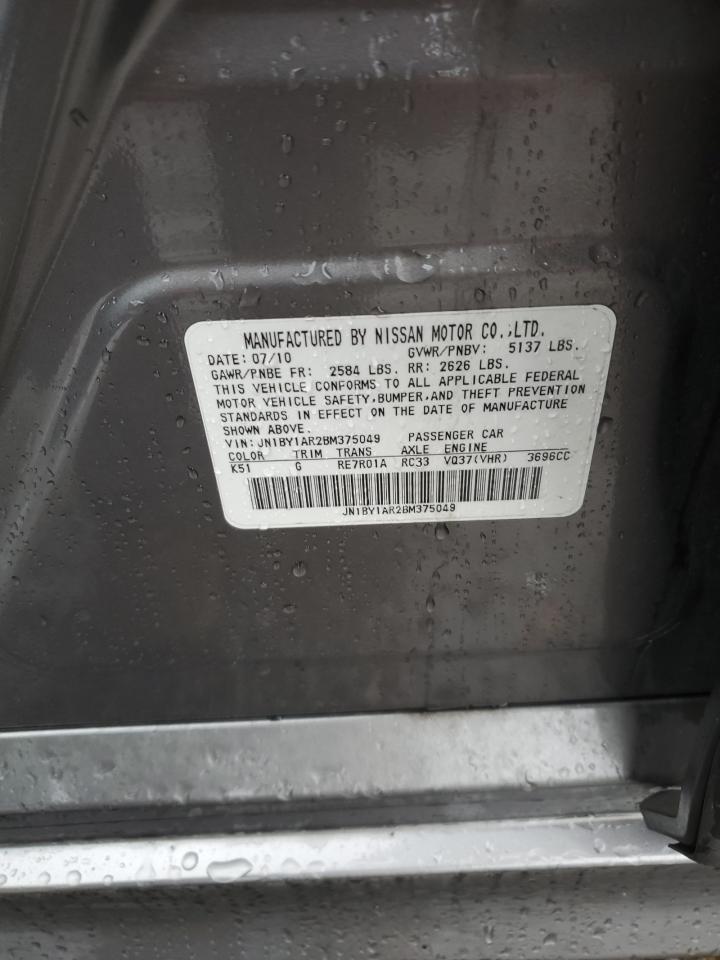 MANUFACTURED BY NISSAN MOTOR CO.,LTD.
DATE: 07/10 GVWR/PNBV: 5137 LBS.
GAWR/PNBE FR: 2584 LBS. RR: 2626 LBS.
THIS VEHICLE CONFORMS TO ALL APPLICABLE FEDERAL
MOTOR VEHICLE SAFETY,BUMPER,AND THEFT PREVENTION
STANDARDS IN EFFECT ON THE DATE OF MANUFACTURE
SHOWN ABOVE.
VIN: JN1BY1AR2BM375049 PASSENGER CAR
COLOR TRIM TRANS AXLE ENGINE
K51 G RE7R01A RC33 VQ37(VHR) 3696CC
JN1BY1AR2BM375049